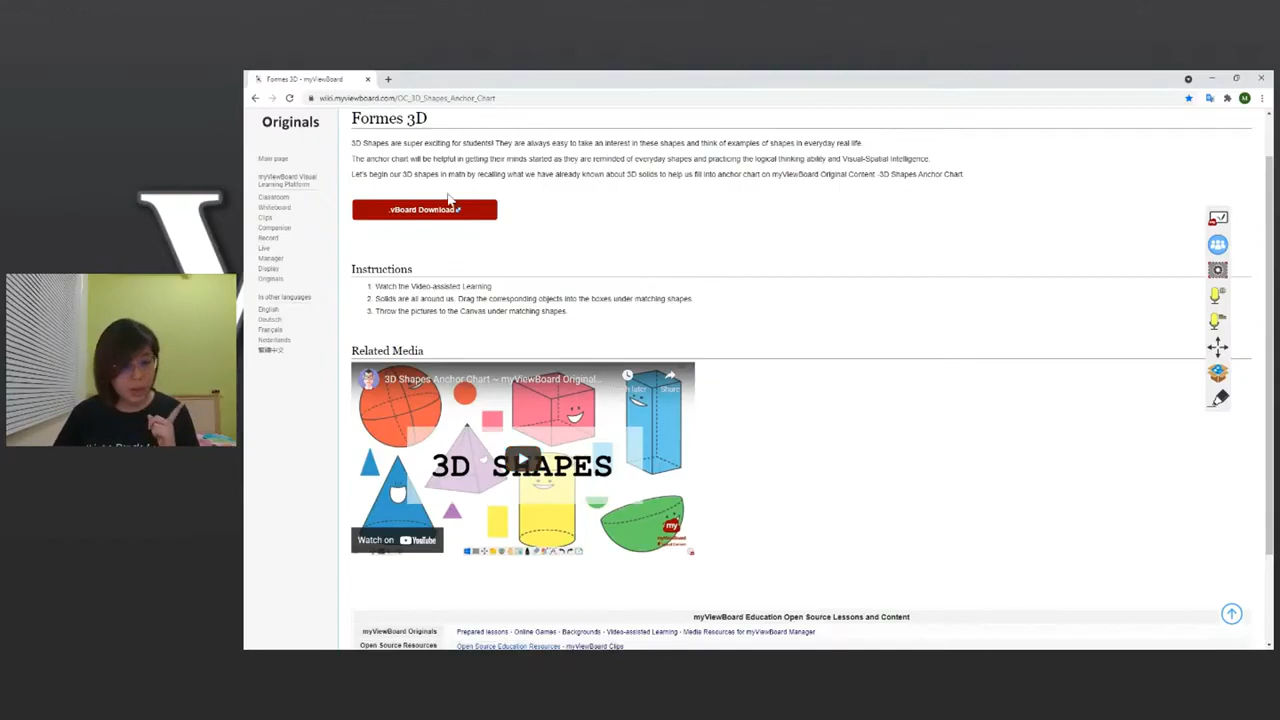 Formes 3D - myViewBoard
wiki.myviewboard.com/OC_3D_Shapes_Anchor_Chart
M
Originals
Main page
myViewBoard Visual
Learning Platform
Classroom
Whiteboard
Clips
Companion
Record
Live
Manager
Display
Originals
In other languages
English
Deutsch
Français
Nederlands
繁體中文
Formes 3D
3D Shapes are super exciting for students! They are always easy to take an interest in these shapes and think of examples of shapes in everyday real life.
The anchor chart will be helpful in getting their minds started as they are reminded of everyday shapes and practicing the logical thinking ability and Visual-Spatial Intelligence.
Let's begin our 3D shapes in math by recalling what we have already known about 3D solids to help us fill into anchor chart on myViewBoard Original Content -3D Shapes Anchor Chart.
.vBoard Download
Instructions
1. Watch the Video-assisted Learning
2. Solids are all around us. Drag the corresponding objects into the boxes under matching shapes.
3. Throw the pictures to the Canvas under matching shapes.
Related Media
3D Shapes Anchor Chart ~ myViewBoard Original...
later
Share
3D SHAPES
my
Watch on YouTube
myViewBoard Education Open Source Lessons and Content
myViewBoard Originals
Prepared lessons · Online Games · Backgrounds · Video-assisted Learning · Media Resources for myViewBoard Manager
Open Source Resources
Open Source Education Resources · myViewBoard Clips